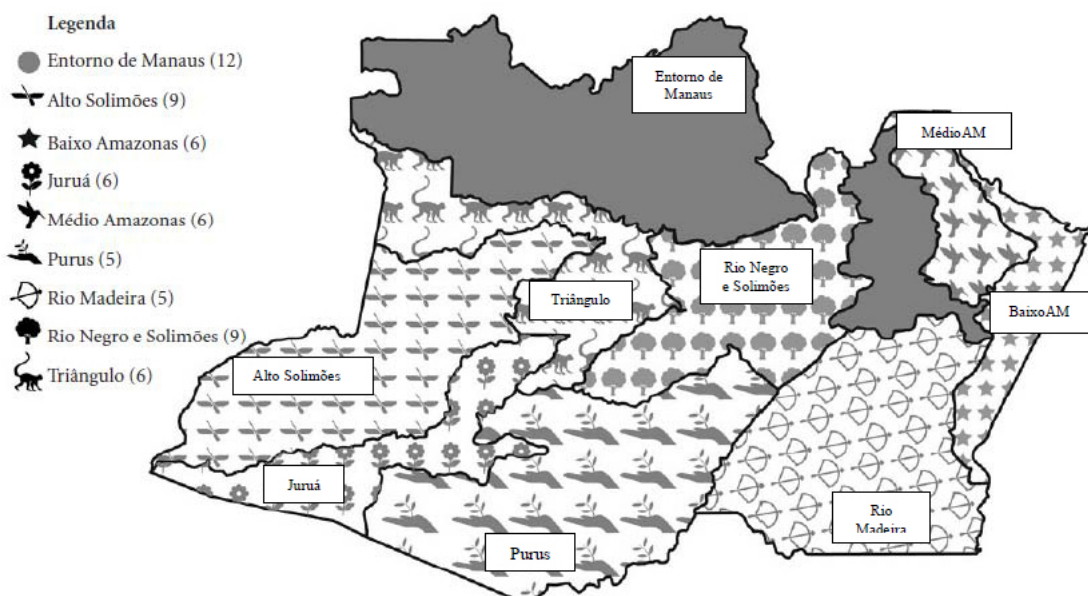 Legenda
Entorno de Manaus (12)
Alto Solimões (9)
Baixo Amazonas (6)
Juruá (6)
Médio Amazonas (6)
Purus (5)
Rio Madeira (5)
Rio Negro e Solimões (9)
Triângulo (6)
Entorno de
Manaus
MédioAM
Rio Negro
e Solimões
Triângulo
BaixoAM
Alto Solimões
Juruá
Rio
Madeira
Purus